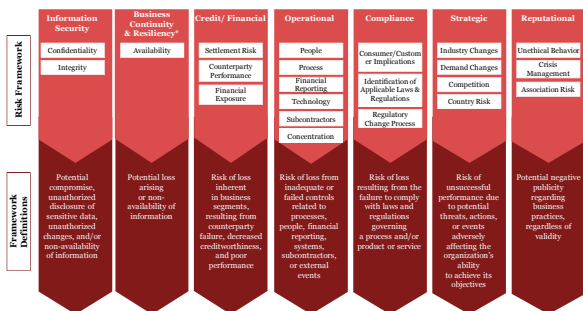 Risk Framework
Information
Security
Confidentiality
Integrity
Business
Continuity
& Resiliency*
Availability
Credit/ Financial
Settlement Risk
Counterparty
Performance
Financial
Exposure
Operational
People
Process
Financial
Reporting
Technology
Subcontractors
Concentration
Compliance
Consumer/Custom
er Implications
Identification of
Applicable Laws &
Regulations
Regulatory
Change Process
Strategic
Industry Changes
Demand Changes
Competition
Country Risk
Reputational
Unethical Behavior
Crisis
Management
Association Risk
Framework
Definitions
Potential
compromise,
unauthorized
disclosure of
sensitive data,
unauthorized
changes, and/or
non-availability
of information
Potential loss
arising
or non-
availability of
information
Risk of loss
inherent
in business
segments,
resulting from
counterparty
failure, decreased
creditworthiness,
and poor
performance
Risk of loss from
inadequate or
failed controls
related to
processes,
people, financial
reporting,
systems,
subcontractors,
or external
events
Risk of loss
resulting from the
failure to comply
with laws and
regulations
governing
a process and/or
product or service
Risk of
unsuccessful
performance due
to potential
threats, actions,
or events
adversely
affecting the
organization's
ability
to achieve its
objectives
Potential negative
publicity
regarding
business
practices,
regardless of
validity